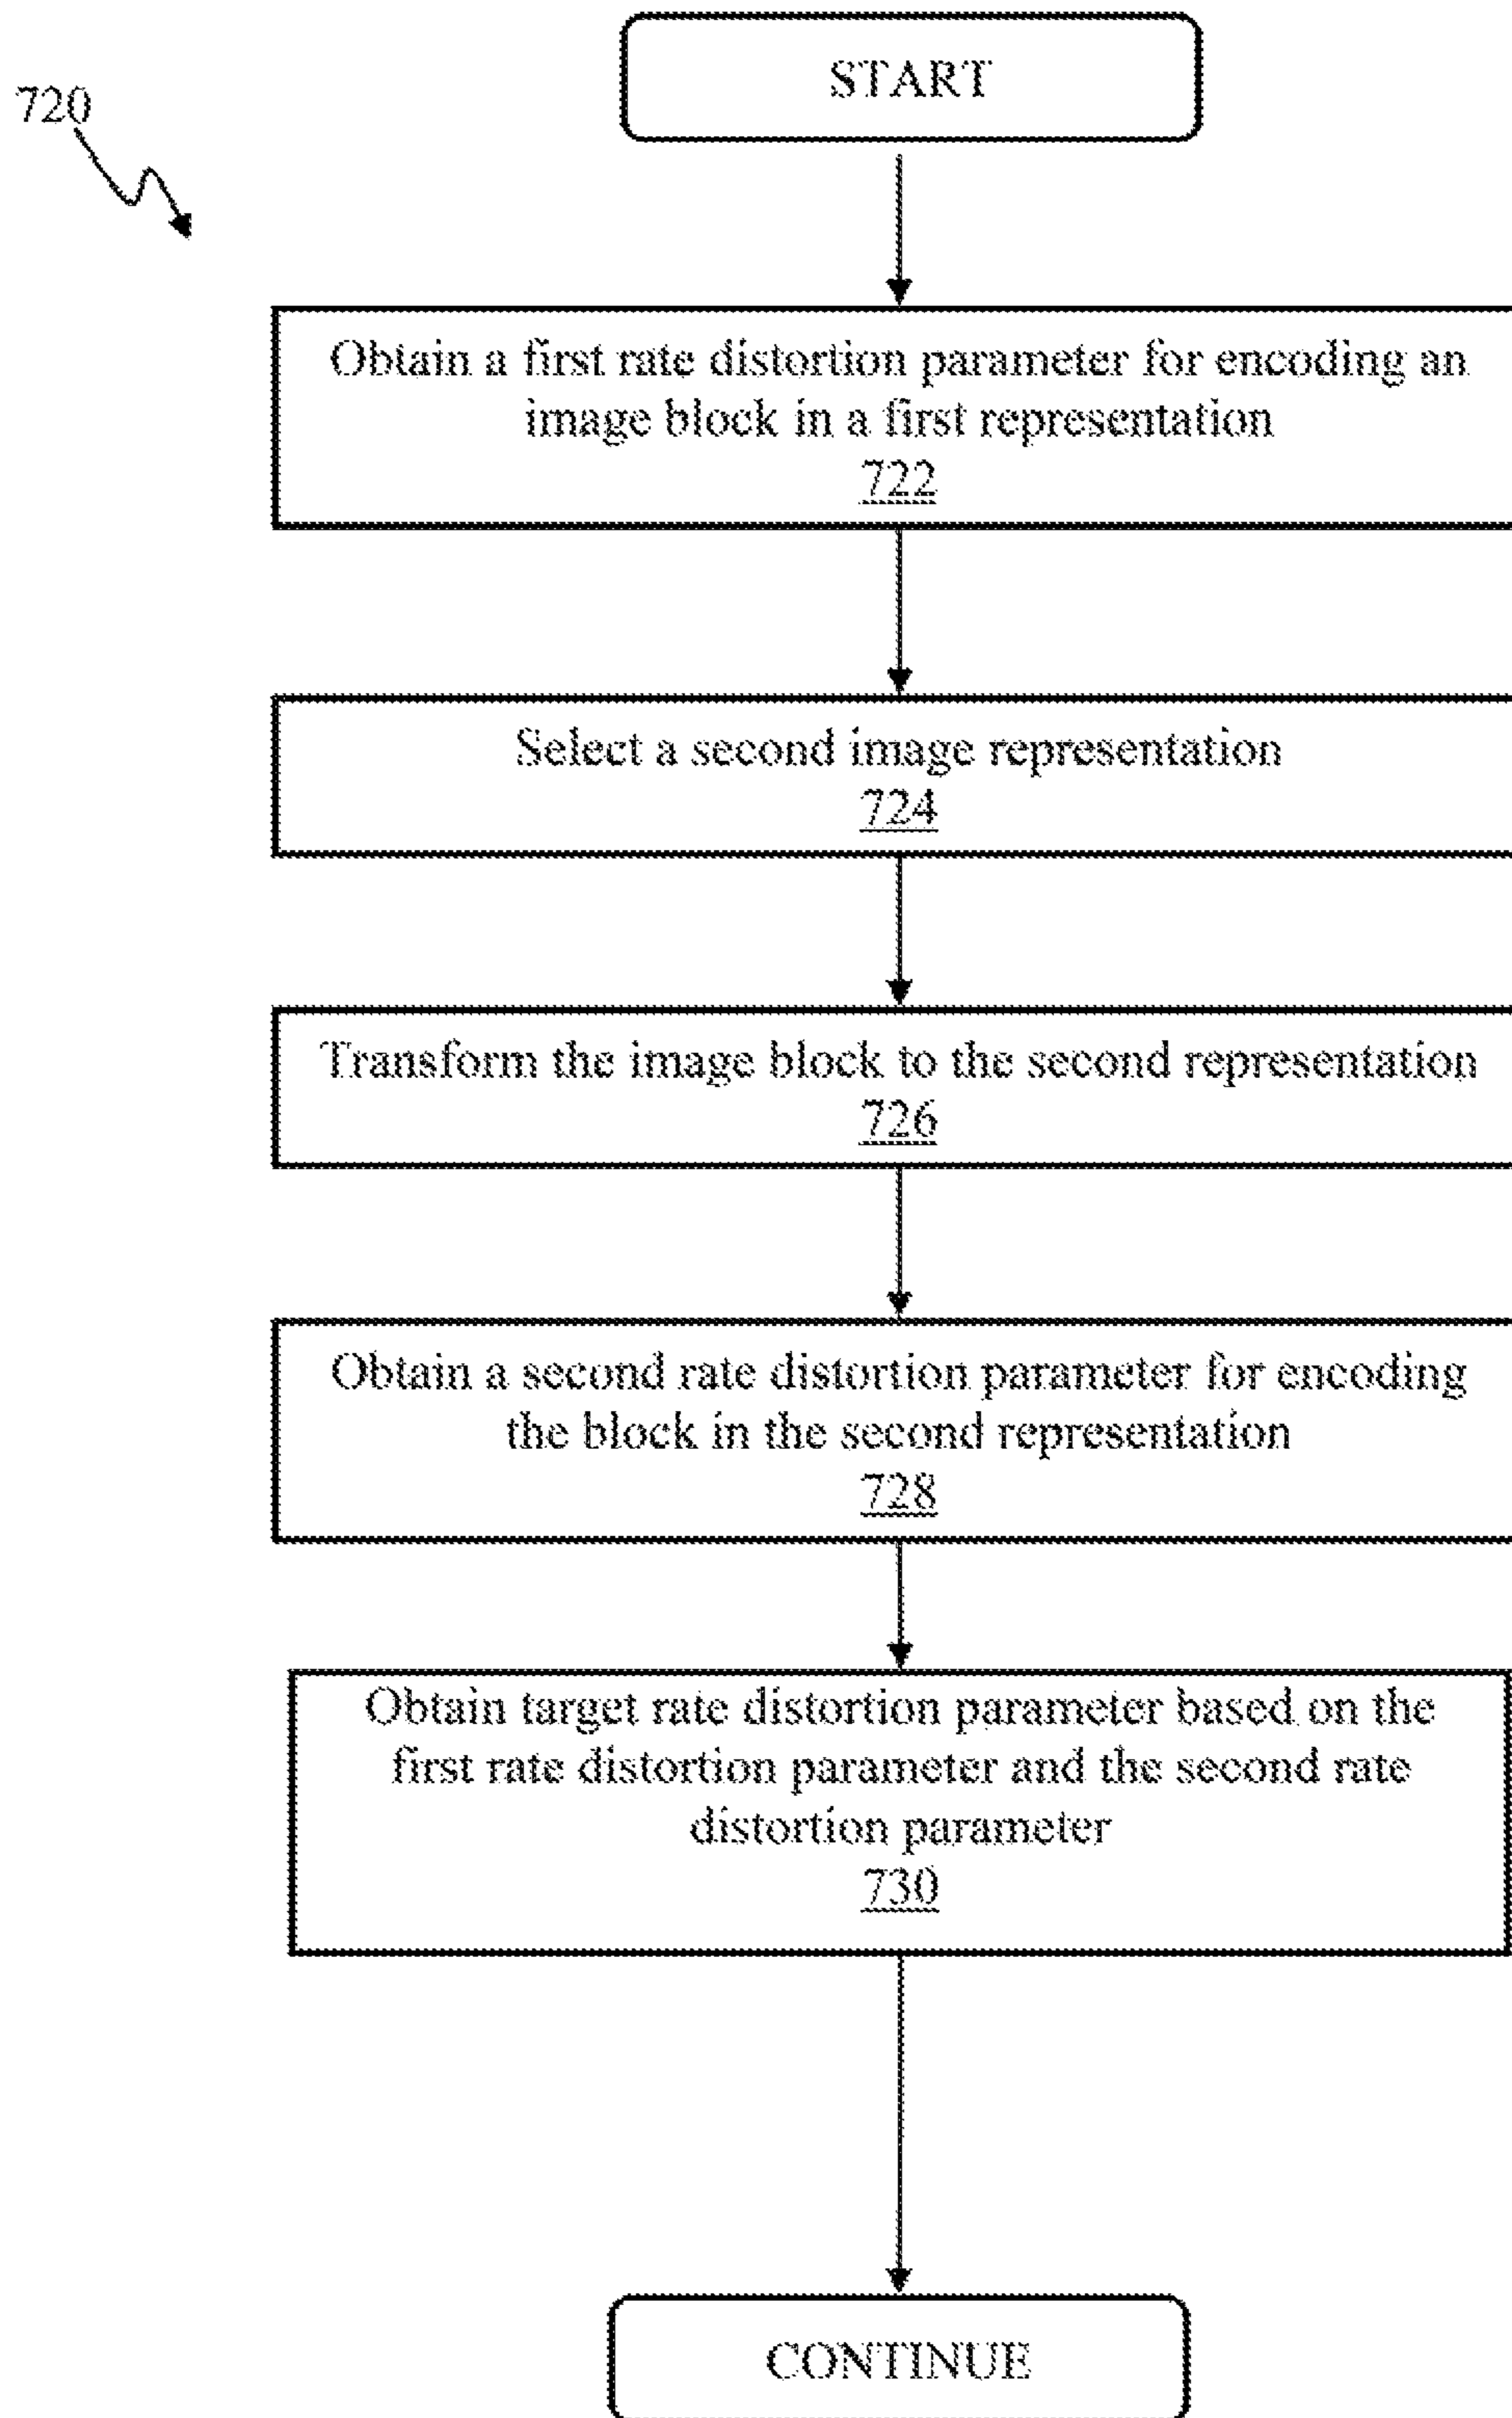 START
720
Obtain a first rate distortion parameter for encoding an
image block in a first representation
722
Select a second image representation
724
Transform the image block to the second representation
726
Obtain a second rate distortion parameter for encoding
the block in the second representation
728
Obtain target rate distortion parameter based on the
first rate distortion parameter and the second rate
distortion parameter
730
CONTINUE